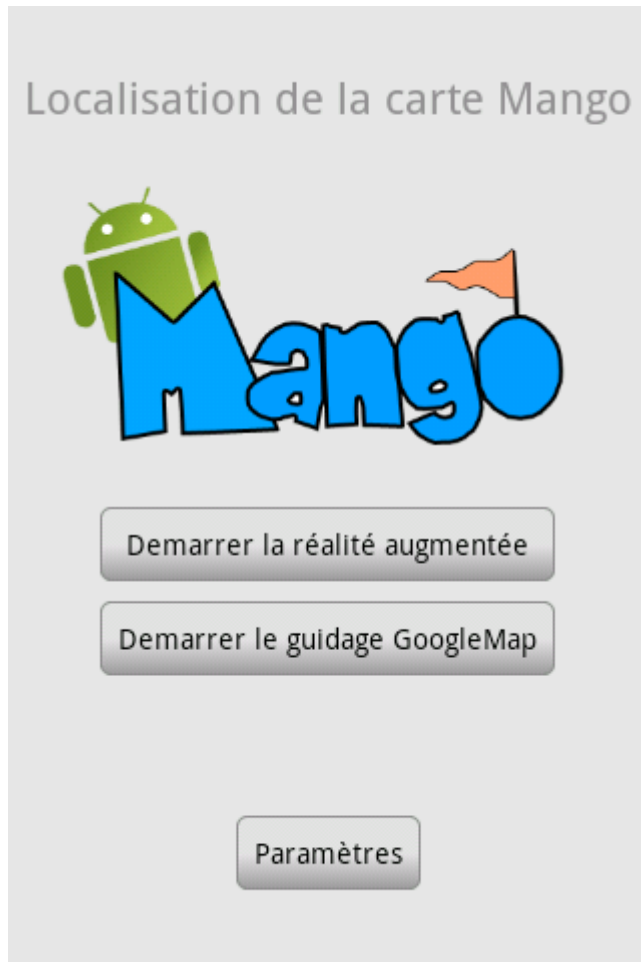 Localisation de la carte Mango
Mango
Demarrer la réalité augmentée
Demarrer le guidage GoogleMap
Paramètres